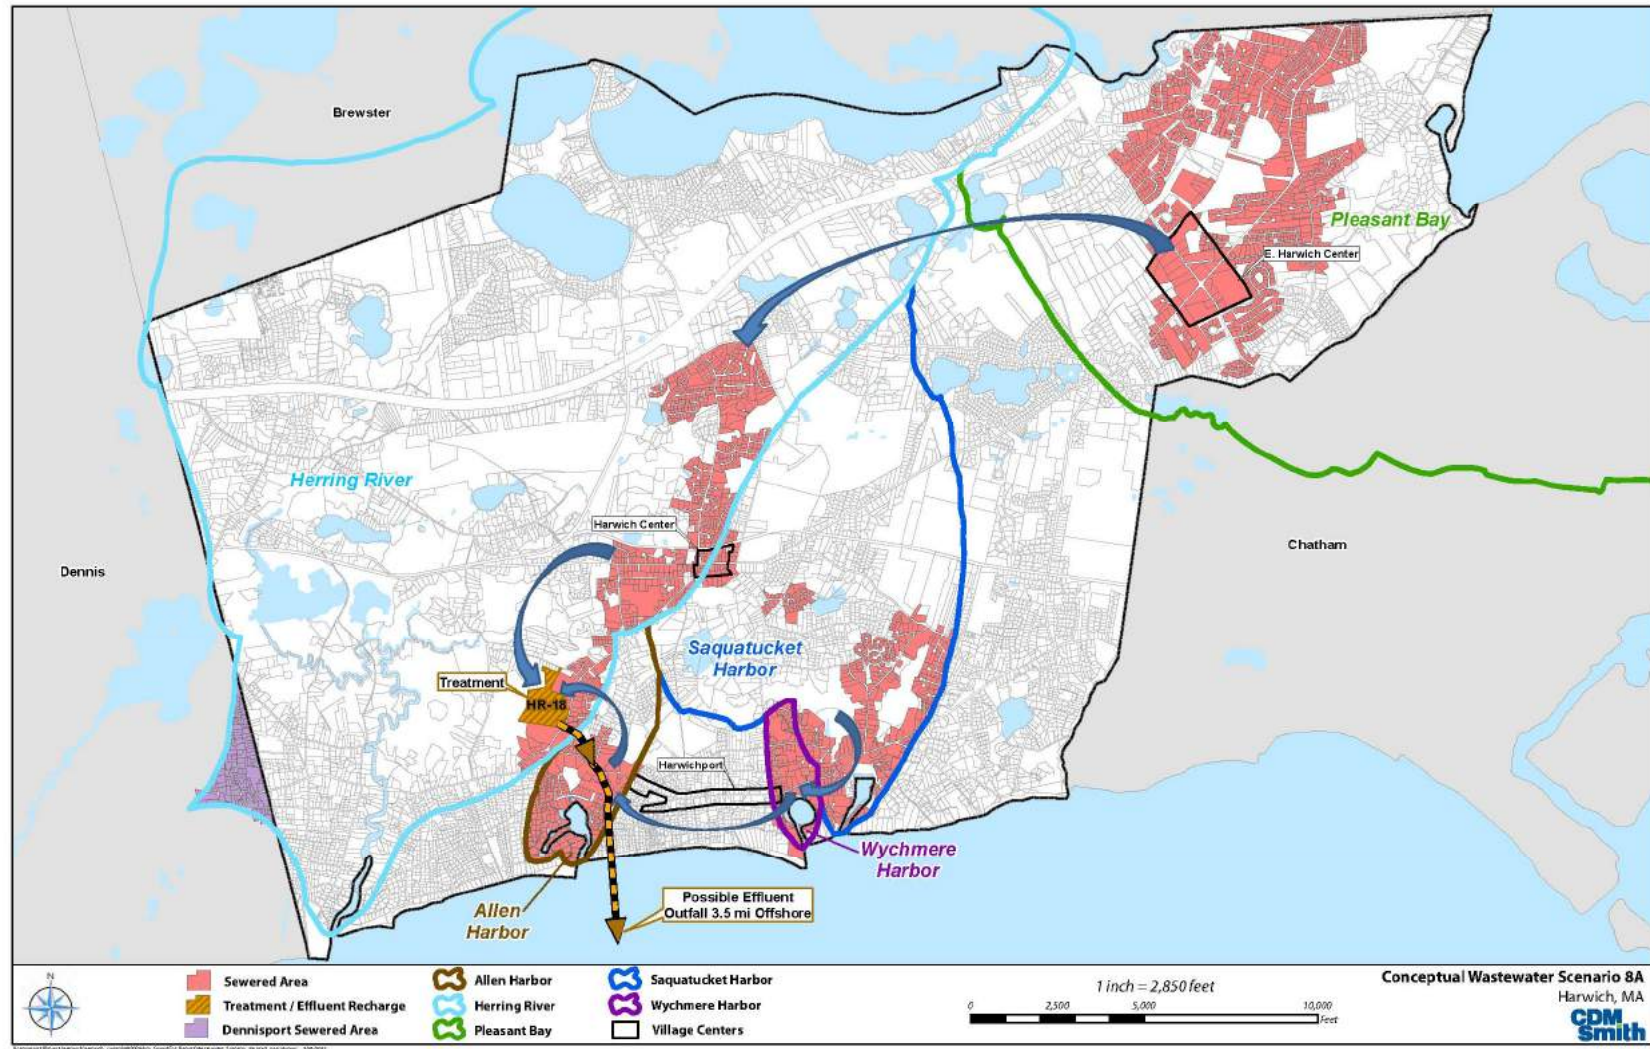 Brewster
Pleasant Bay
E. Harwich Center
Herring River
Harwich Center
Chatham
Dennis
Saquatucket
Harbor
Treatment
HR-18
Harwichport
Wychmere
Harbor
Possible Effluent
Outfall 3.5 mi Offshore
Allen
Harbor
N
Sewered Area
Treatment / Effluent Recharge
Dennisport Sewered Area
Allen Harbor
Herring River
Pleasant Bay
Saquatucket Harbor
Wychmere Harbor
Village Centers
1 inch = 2,850 feet
0 2,500 5,000 10,000
Feet
Conceptual Wastewater Scenario 8A
Harwich, MA
CDM
Smith